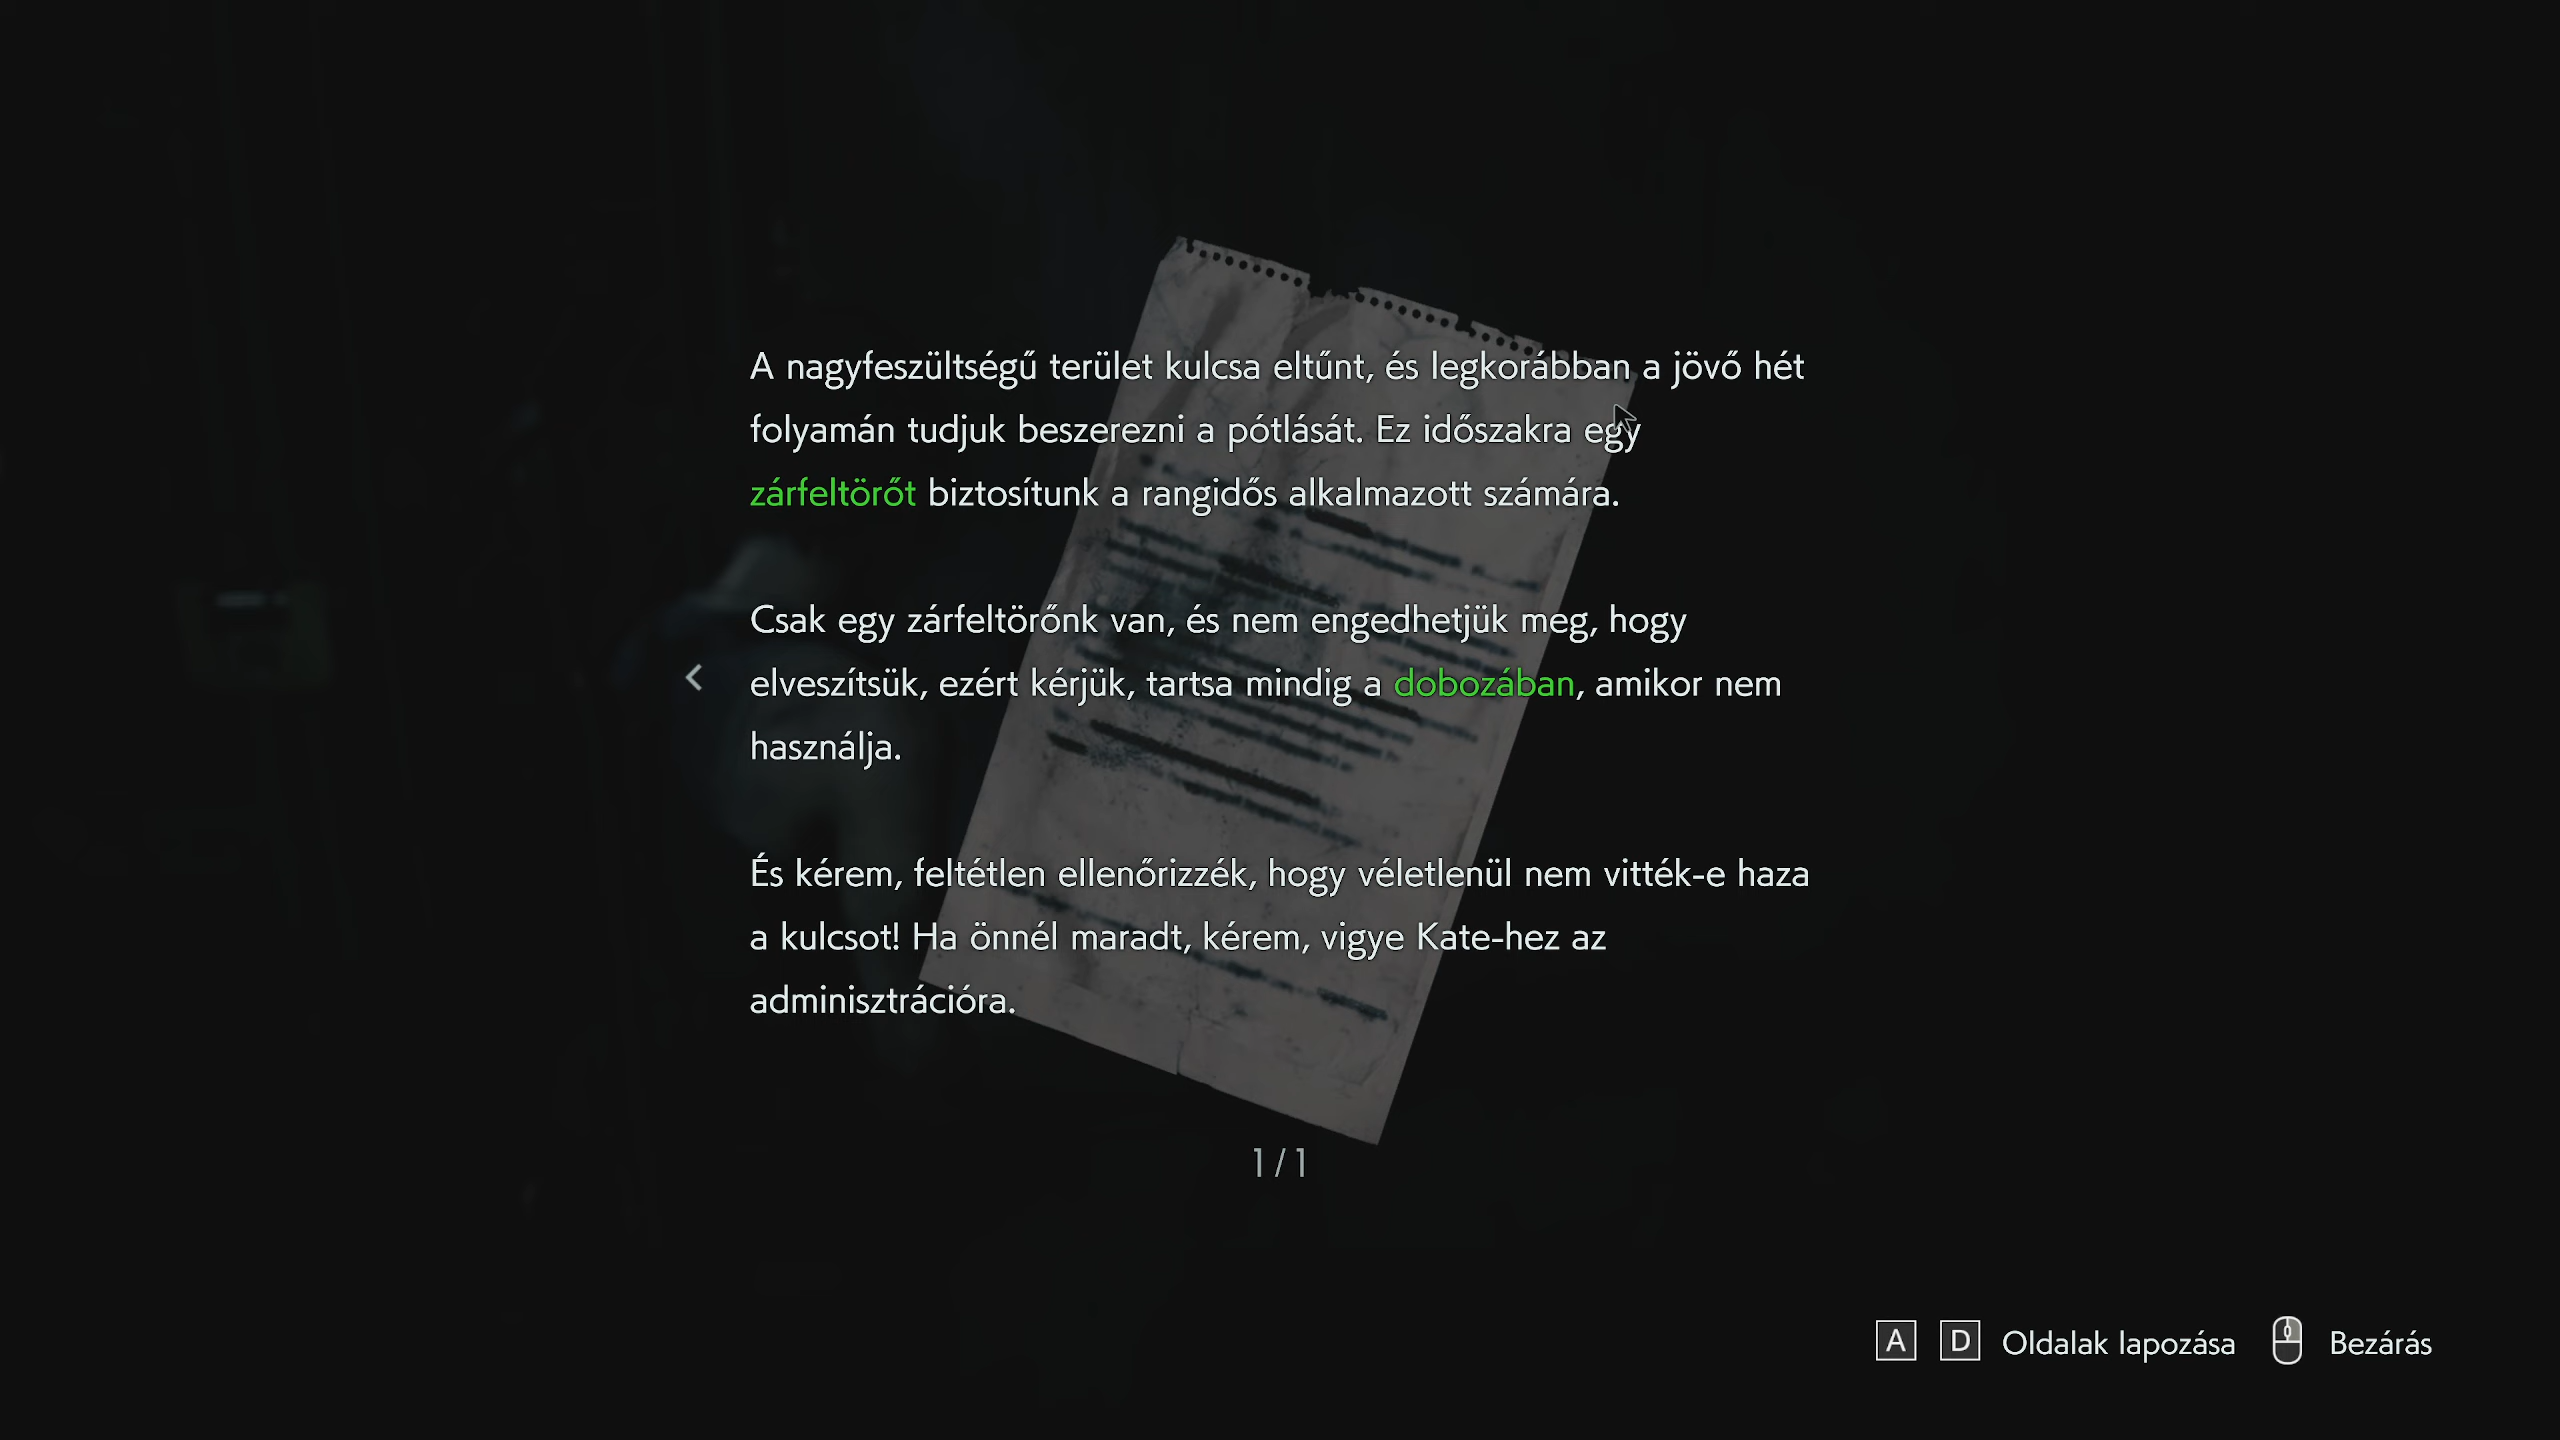 A nagyfeszültségű terület kulcsa eltűnt, és legkorábban a jövő hét
folyamán tudjuk beszerezni a pótlását. Ez időszakra egy
zárfeltörőt biztosítunk a rangidős alkalmazott számára.
Csak egy zárfeltörőnk van, és nem engedhetjük meg, hogy
elveszítsük, ezért kérjük, tartsa mindig a dobozában, amikor nem
használja.
És kérem, feltétlen ellenőrizzék, hogy véletlenül nem vitték-e haza
a kulcsot! Ha önnél maradt, kérem, vigye Kate-hez az
adminisztrációra.
1 / 1
A D Oldalak lapozása Bezárás